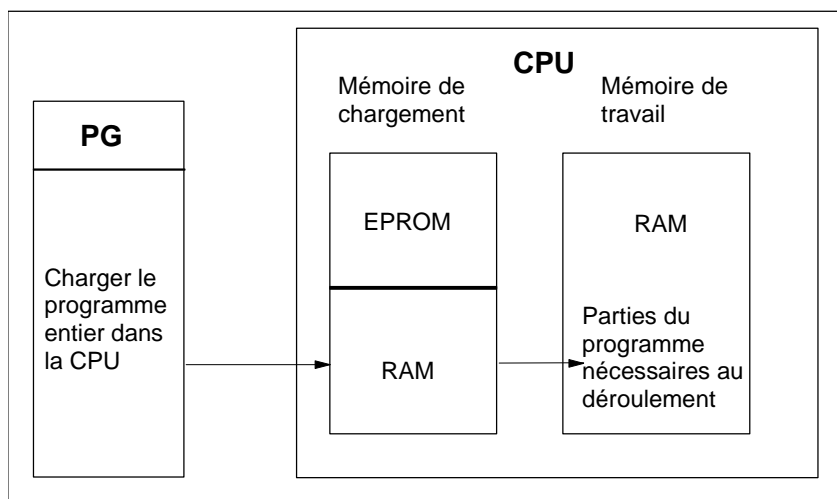 CPU
Mémoire de
chargement
Mémoire de
travail
PG
Charger le
programme
entier dans
la CPU
EPROM
RAM
RAM
Parties du
programme
nécessaires au
déroulement